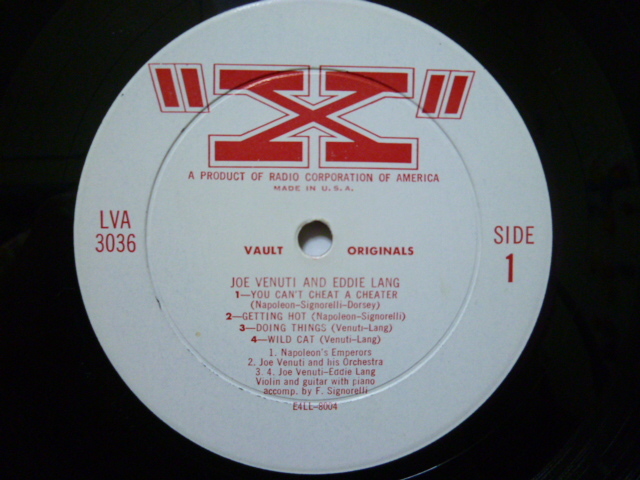 "X"
A PRODUCT OF RADIO CORPORATION OF AMERICA
MADE IN U.S.A.
LVA
3036
VAULT ORIGINALS
SIDE
1
JOE VENUTI AND EDDIE LANG
1—YOU CAN'T CHEAT A CHEATER
(Napoleon-Signorelli-Dorsey)
2—GETTING HOT (Napoleon-Signorelli)
3—DOING THINGS (Venuti-Lang)
4—WILD CAT (Venuti-Lang)
1. Napoleon's Emperors
2. Joe Venuti and his Orchestra
3. 4. Joe Venuti-Eddie Lang
Violin and guitar with piano
accomp. by F. Signorelli
E4LL-8004